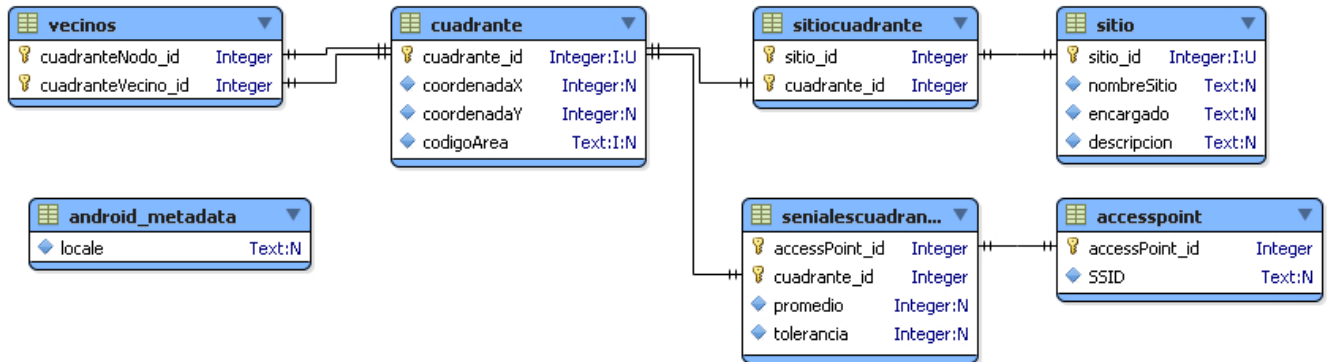 vecinos
cuadranteNodo_id Integer
cuadranteVecino_id Integer
cuadrante
cuadrante_id Integer:I:U
coordenadaX Integer:N
coordenadaY Integer:N
codigoArea Text:I:N
sitiocuadrante
sitio_id Integer
cuadrante_id Integer
sitio
sitio_id Integer:I:U
nombreSitio Text:N
encargado Text:N
descripcion Text:N
android_metadata
locale Text:N
senialescuadran...
accessPoint_id Integer
cuadrante_id Integer
promedio Integer:N
tolerancia Integer:N
accesspoint
accessPoint_id Integer
SSID Text:N